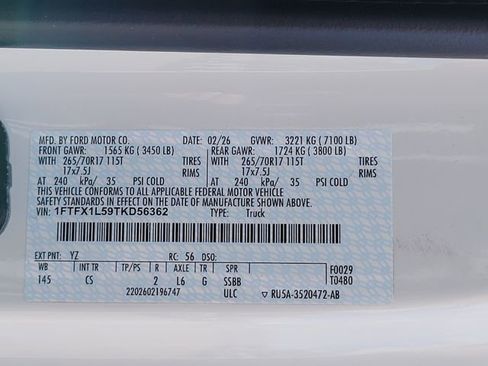 MFD. BY FORD MOTOR CO. 02/26 GVWR: 3221 KG (7100 LB)
FRONT GAWR: 1565 KG (3450 LB) REAR GAWR: 1724 KG (3800 LB)
WITH 265/70R17 115T TIRES WITH 265/70R17 115T TIRES
17x7.5J RIMS 17x7.5J RIMS
AT 240 kPa/ 35 PSI COLD AT 240 kPa/ 35 PSI COLD
THIS VEHICLE CONFORMS TO ALL APPLICABLE FEDERAL MOTOR VEHICLE
SAFETY STANDARDS IN EFFECT ON THE DATE OF MANUFACTURE SHOWN ABOVE.
VIN: 1FTFX1L59TKD56362 TYPE: Truck
EXT PNT: YZ RC: 56 DSO:
WB INT TR TP/PS R AXLE TR SPR F0029
145 CS 2 L6 G SSBB T0480
2202602196747 ULC RU5A-3520472-AB